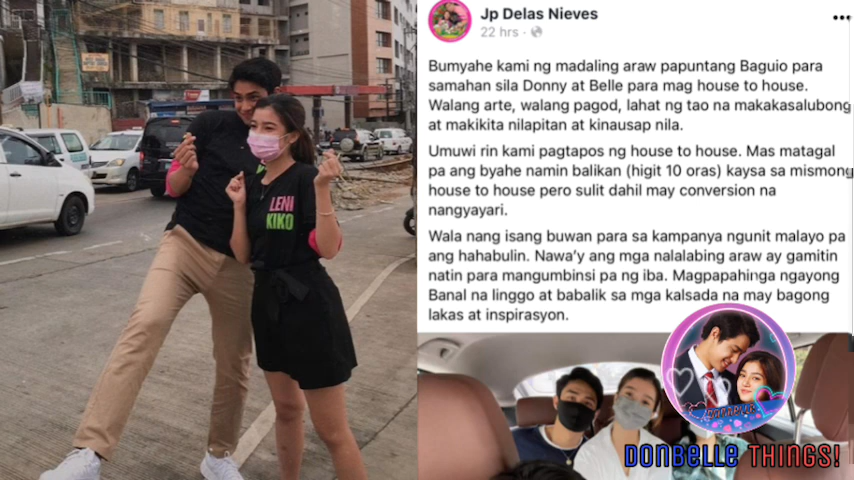 LENI
KIKO
Jp Delas Nieves
22 hrs ·
Bumyahe kami ng madaling araw papuntang Baguio para
samahan sila Donny at Belle para mag house to house.
Walang arte, walang pagod, lahat ng tao na makakasalubong
at makikita nilapitan at kinausap nila.
Umuwi rin kami pagtapos ng house to house. Mas matagal
pa ang byahe namin balikan (higit 10 oras) kaysa sa mismong
house to house pero sulit dahil may conversion na
nangyayari.
Wala nang isang buwan para sa kampanya ngunit malayo pa
ang hahabulin. Nawa'y ang mga nalalabing araw ay gamitin
natin para mangumbinsi pa ng iba. Magpapahinga ngayong
Banal na linggo at babalik sa mga kalsada na may bagong
lakas at inspirasyon.
DONBELLE THINGS!